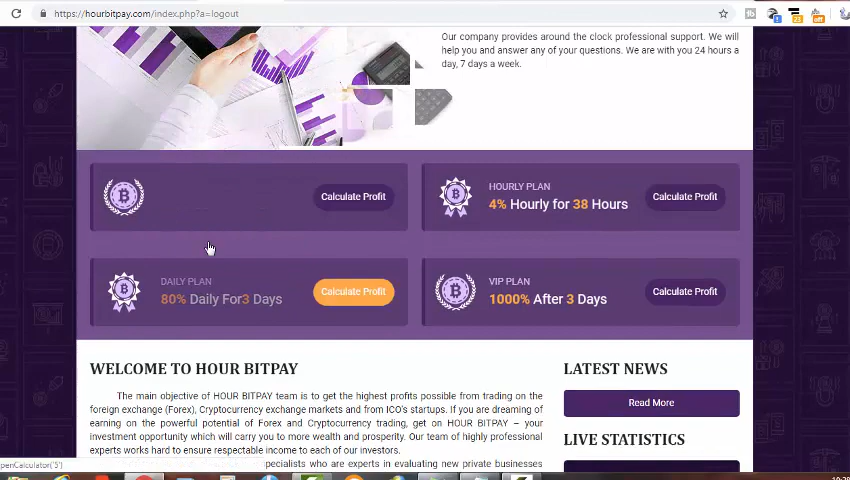 https://hourbitpay.com/index.php?a=logout
Our company provides around the clock professional support. We will
help you and answer any of your questions. We are with you 24 hours a
day, 7 days a week.
Calculate Profit
HOURLY PLAN
4% Hourly for 38 Hours
Calculate Profit
DAILY PLAN
80% Daily For3 Days
Calculate Profit
VIP PLAN
1000% After 3 Days
Calculate Profit
WELCOME TO HOUR BITPAY
The main objective of HOUR BITPAY team is to get the highest profits possible from trading on the
foreign exchange (Forex), Cryptocurrency exchange markets and from ICO's startups. If you are dreaming of
earning on the powerful potential of Forex and Cryptocurrency trading, get on HOUR BITPAY – your
investment opportunity which will carry you to more wealth and prosperity. Our team of highly professional
experts works hard to ensure respectable income to each of our investors.
specialists who are experts in evaluating new private businesses
LATEST NEWS
Read More
LIVE STATISTICS
penCalculator('5')